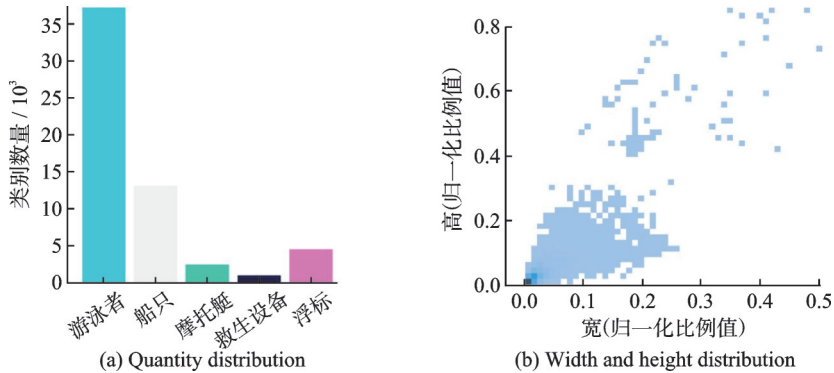 类别数量 / 10³
35
30
25
20
15
10
5
0
游泳者
船只
摩托艇
救生设备
浮标
(a) Quantity distribution
高(归一化比例值)
0.8
0.6
0.4
0.2
0.0
0.0 0.1 0.2 0.3 0.4 0.5
宽(归一化比例值)
(b) Width and height distribution